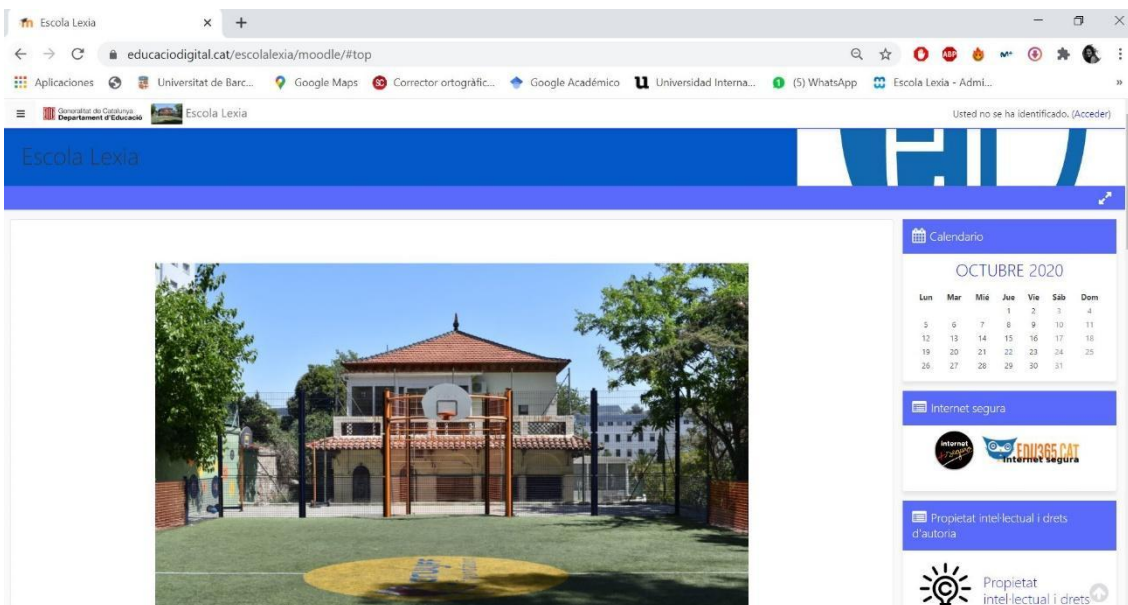 Escola Lexia
educaciodigital.cat/escolalexia/moodle/#top
ABP
M+
Aplicaciones
Universitat de Barc...
Google Maps
SC
Corrector ortogràfic...
Google Académico
Universidad Interna...
(5) WhatsApp
Escola Lexia - Admi...
»
Generalitat de Catalunya
Departament d'Educació
Escola Lexia
Usted no se ha identificado. (Acceder)
Escola Lexia
Calendario
OCTUBRE 2020
Lun Mar Mié Jue Vie Sáb Dom
1 2 3 4
5 6 7 8 9 10 11
12 13 14 15 16 17 18
19 20 21 22 23 24 25
26 27 28 29 30 31
Internet segura
internet
EDU365.CAT
Internet segura
Propietat intel·lectual i drets
d'autoria
Propietat
intel·lectual i drets